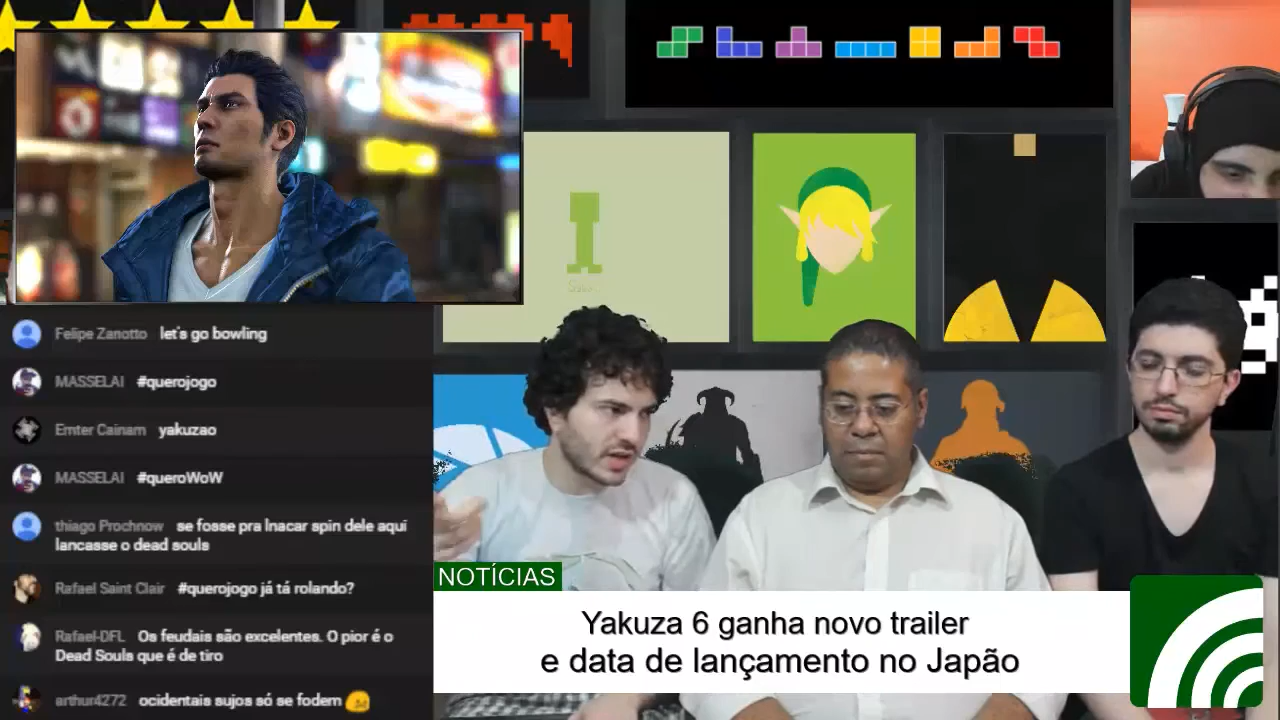 Felipe Zanotto let's go bowling
MASSELAI #querojogo
Emter Cainam yakuzao
MASSELAI #queroWoW
thiago Prochnow se fosse pra lnacar spin dele aqui
lancasse o dead souls
Rafael Saint Clair #querojogo já tá rolando?
Rafael-DFL Os feudais são excelentes. O pior é o
Dead Souls que é de tiro
arthur4272 ocidentais sujos só se fodem
NOTÍCIAS
Yakuza 6 ganha novo trailer
e data de lançamento no Japão